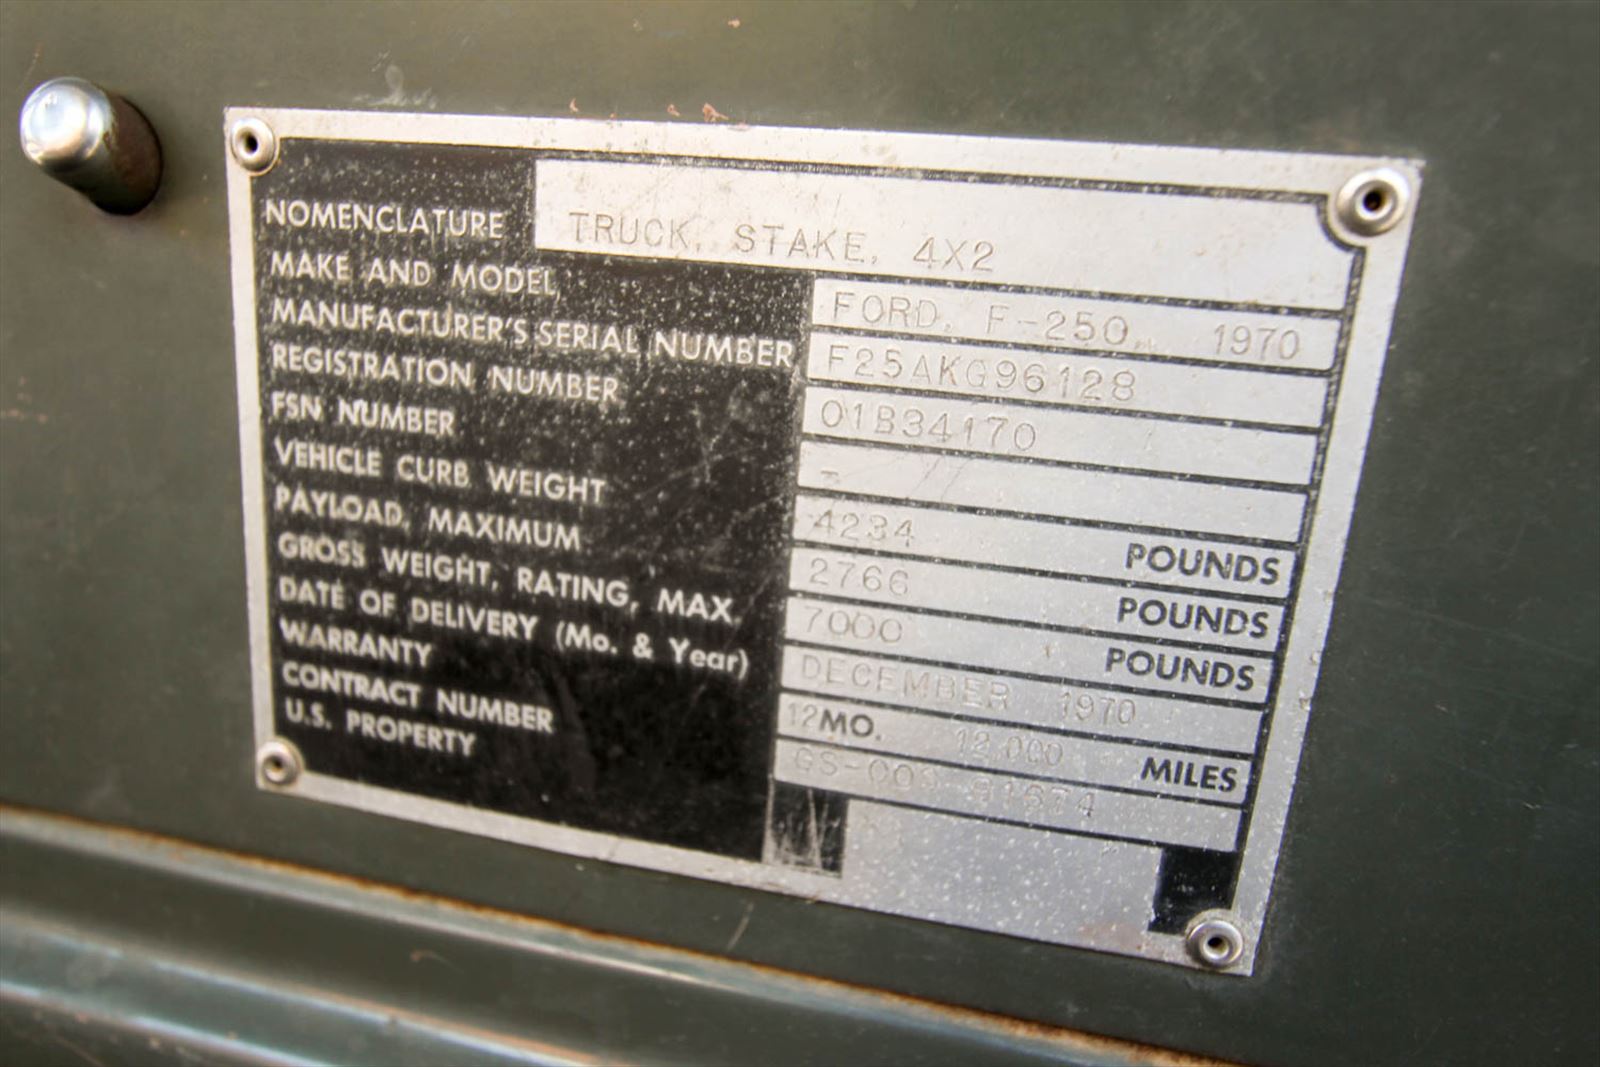 NOMENCLATURE TRUCK, STAKE, 4X2
MAKE AND MODEL FORD, F-250, 1970
MANUFACTURER'S SERIAL NUMBER F25AKG96128
REGISTRATION NUMBER 01B34170
FSN NUMBER -
VEHICLE CURB WEIGHT 4234 POUNDS
PAYLOAD, MAXIMUM 2766 POUNDS
GROSS WEIGHT, RATING, MAX. 7000 POUNDS
DATE OF DELIVERY (Mo. & Year) DECEMBER 1970
WARRANTY 12MO. 12,000 MILES
CONTRACT NUMBER
U.S. PROPERTY